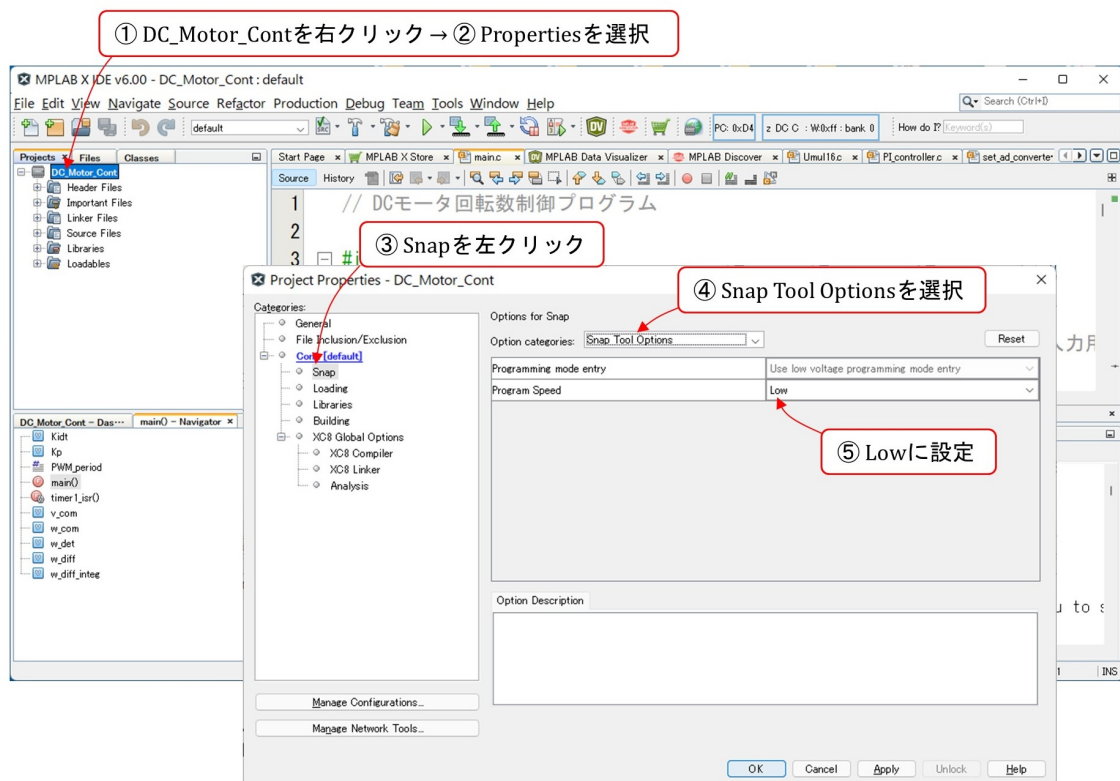 ① DC_Motor_Contを右クリック → ② Propertiesを選択
MPLAB X IDE v6.00 - DC_Motor_Cont : default
File Edit View Navigate Source Refactor Production Debug Team Tools Window Help
Search (Ctrl+I)
default
PC: 0xD4
z DC C : W:0xff : bank 0
How do I? Keyword(s)
Projects × Files Classes
Start Page × MPLAB X Store × main.c × MPLAB Data Visualizer × MPLAB Discover × Umul16.c × PI_controller.c × set_ad_converter
DC_Motor_Cont
Header Files
Important Files
Linker Files
Source Files
Libraries
Loadables
Source History
1 // DCモータ回転数制御プログラム
2
3 #i
③ Snapを左クリック
Project Properties - DC_Motor_Cont
④ Snap Tool Optionsを選択
Categories:
General
File Inclusion/Exclusion
Conf: [default]
Snap
Loading
Libraries
Building
XC8 Global Options
XC8 Compiler
XC8 Linker
Analysis
Options for Snap
Option categories: Snap Tool Options Reset
Programming mode entry Use low voltage programming mode entry
Program Speed Low
⑤ Lowに設定
入力用
DC_Motor_Cont - Das… main() - Navigator ×
Kidt
Kp
PWM_period
main()
timer1_isr()
v_com
w_com
w_det
w_diff
w_diff_integ
Option Description
u to s
1 INS
Manage Configurations...
Manage Network Tools...
OK Cancel Apply Unlock Help